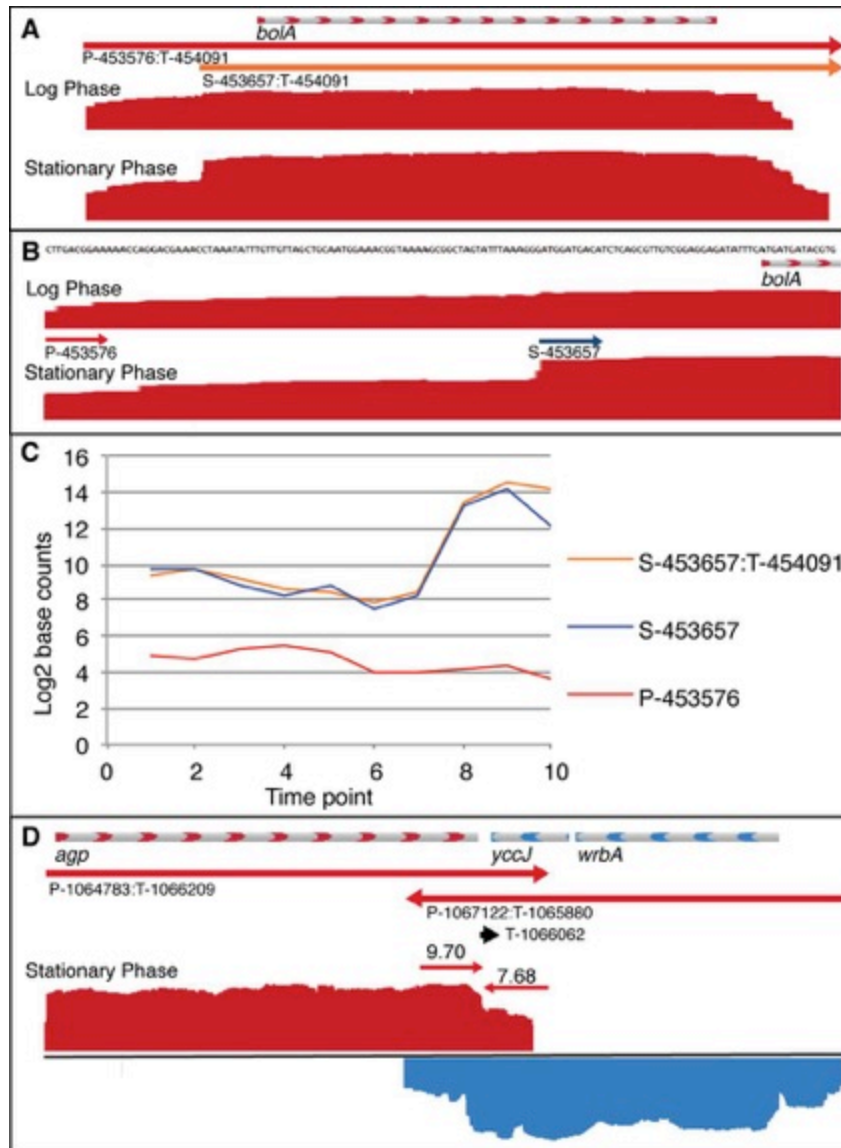 A
bolA
P-453576:T-454091
S-453657:T-454091
Log Phase
Stationary Phase
B
CTTGACGGAAAAACCAGGACGAAACCTAAATATTTGTTGTTAGCTGCAATGGAAACGGTAAAAGCGGCTAGTATTTAAAGGGATGGATGACATCTCAGCGTTGTCGGAGGAGATATTTCATGATGATACGTG
bolA
Log Phase
P-453576
S-453657
Stationary Phase
C
16
14
12
10
8
6
4
2
0
Log2 base counts
0 2 4 6 8 10
Time point
S-453657:T-454091
S-453657
P-453576
D
agp
yccJ
wrbA
P-1064783:T-1066209
P-1067122:T-1065880
T-1066062
9.70
7.68
Stationary Phase